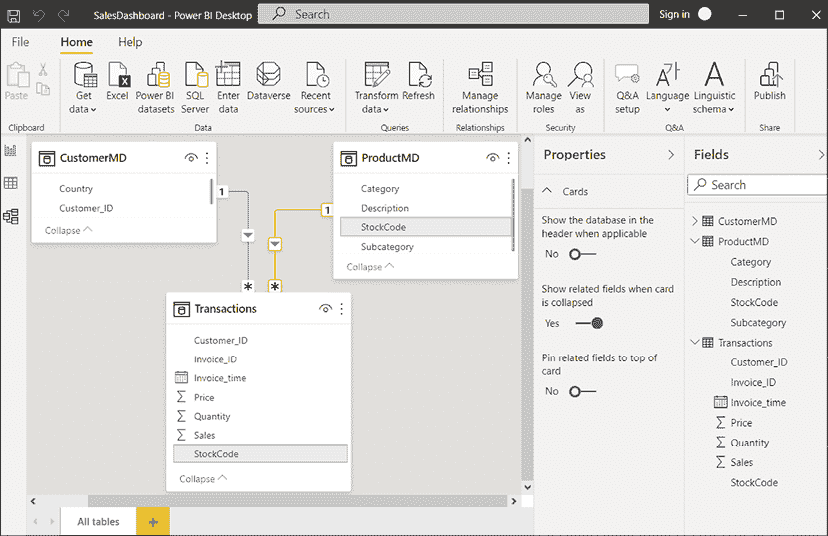 SalesDashboard - Power BI Desktop
Search
Sign in
File
Home
Help
Paste
Get data
Excel
Power BI datasets
SQL Server
Enter data
Dataverse
Recent sources
Transform data
Refresh
Manage relationships
Manage roles
View as
Q&A setup
Language
Linguistic schema
Publish
Clipboard
Data
Queries
Relationships
Security
Q&A
Share
CustomerMD
Country
Customer_ID
Collapse
1
*
ProductMD
Category
Description
StockCode
Subcategory
Collapse
1
*
Transactions
Customer_ID
Invoice_ID
Invoice_time
Price
Quantity
Sales
StockCode
Collapse
All tables
+
Properties
Cards
Show the database in the
header when applicable
No
Show related fields when card
is collapsed
Yes
Pin related fields to top of
card
No
Fields
Search
CustomerMD
ProductMD
Category
Description
StockCode
Subcategory
Transactions
Customer_ID
Invoice_ID
Invoice_time
Price
Quantity
Sales
StockCode